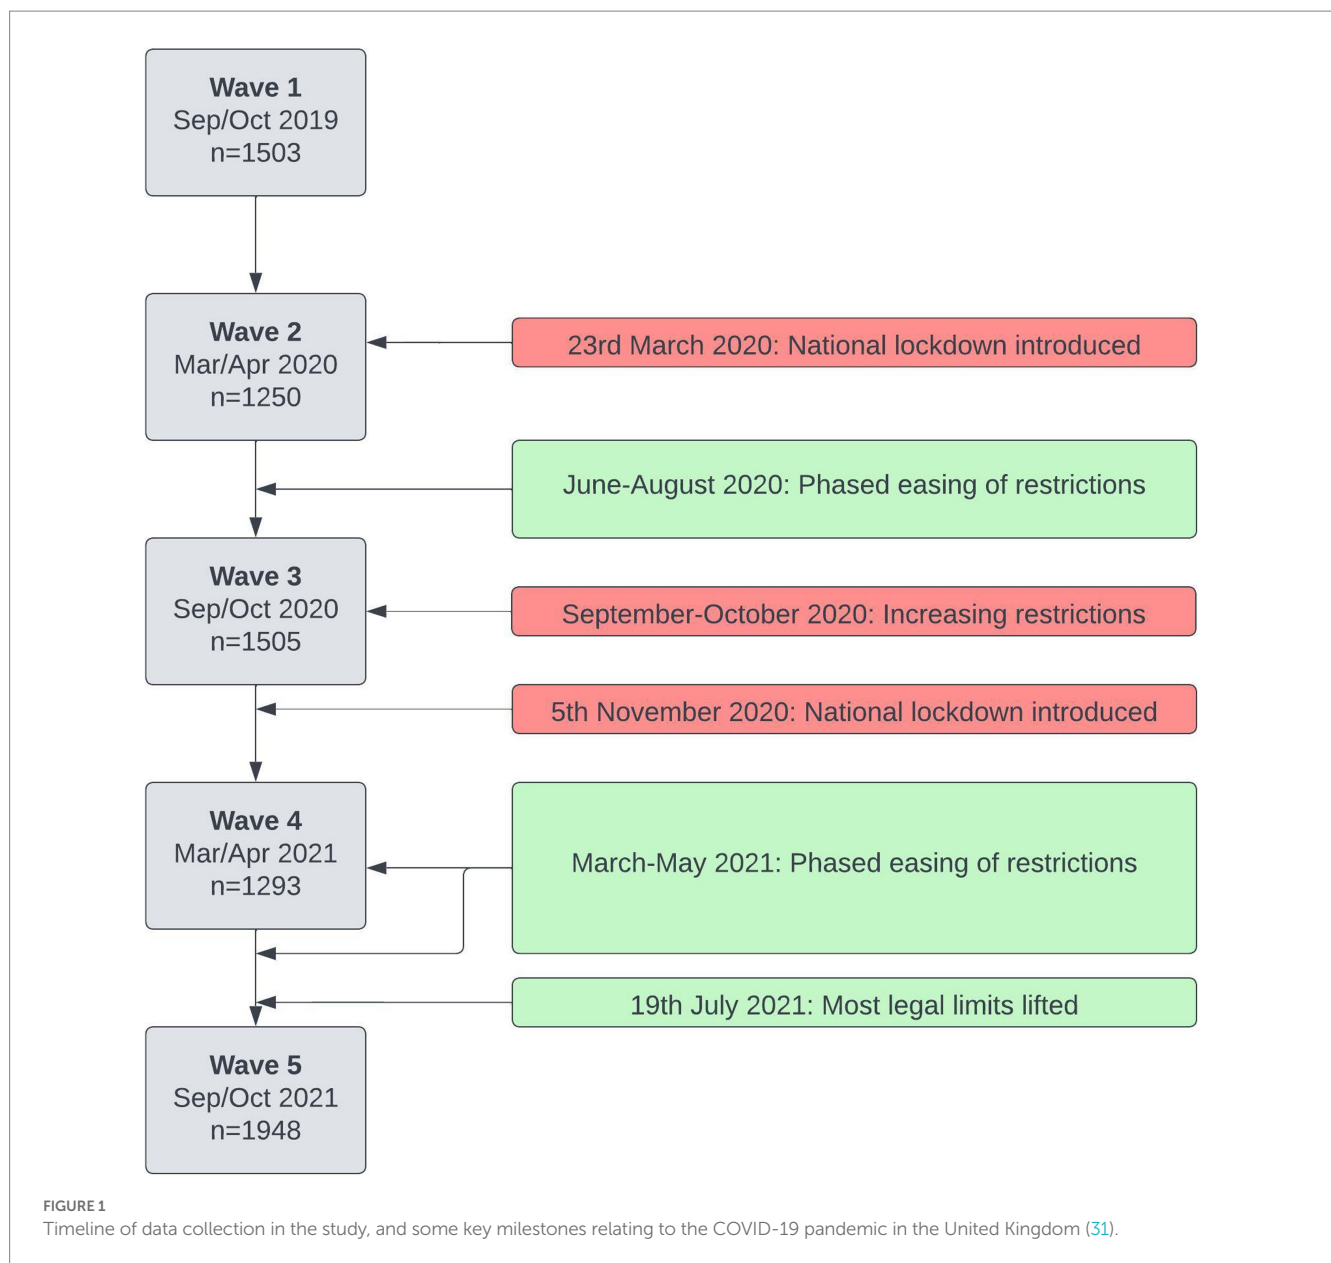 Wave 1
Sep/Oct 2019
n=1503
Wave 2
Mar/Apr 2020
n=1250
23rd March 2020: National lockdown introduced
June-August 2020: Phased easing of restrictions
Wave 3
Sep/Oct 2020
n=1505
September-October 2020: Increasing restrictions
5th November 2020: National lockdown introduced
Wave 4
Mar/Apr 2021
n=1293
March-May 2021: Phased easing of restrictions
19th July 2021: Most legal limits lifted
Wave 5
Sep/Oct 2021
n=1948
FIGURE 1
Timeline of data collection in the study, and some key milestones relating to the COVID-19 pandemic in the United Kingdom (31).